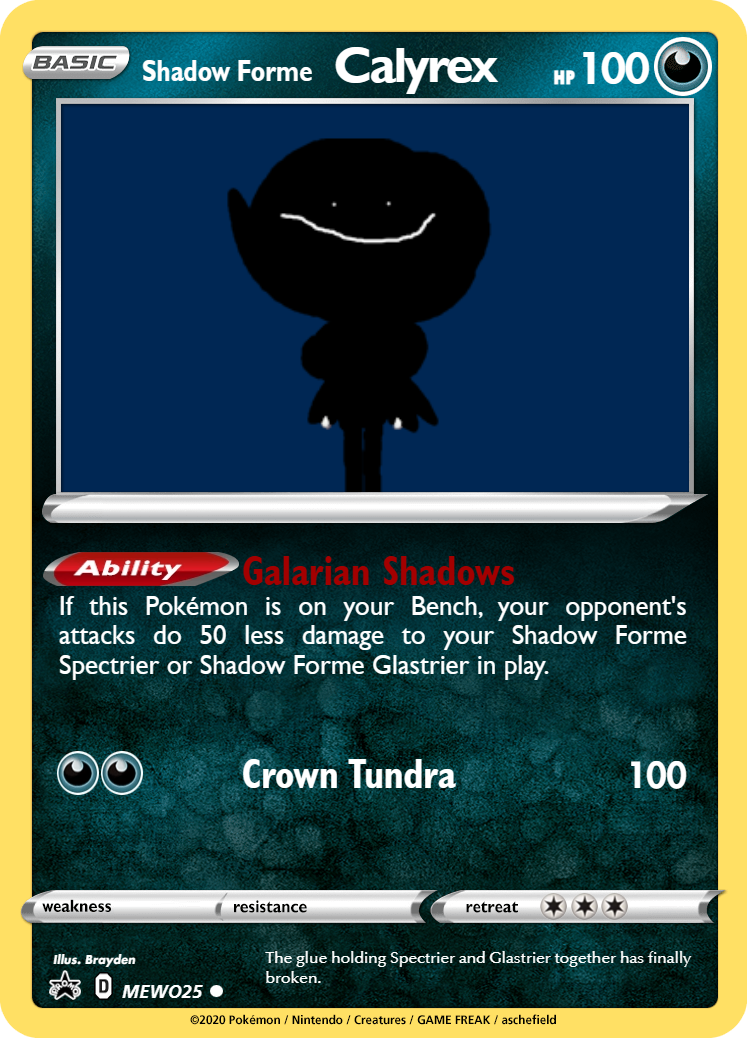 BASIC Shadow Forme Calyrex HP 100
Ability Galarian Shadows
If this Pokémon is on your Bench, your opponent's
attacks do 50 less damage to your Shadow Forme
Spectrier or Shadow Forme Glastrier in play.
Crown Tundra 100
weakness resistance retreat
Illus. Brayden
The glue holding Spectrier and Glastrier together has finally
broken.
PROMO D MEWO25
©2020 Pokémon / Nintendo / Creatures / GAME FREAK / aschefield